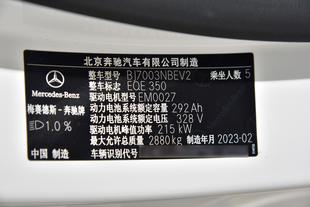 北京奔驰汽车有限公司制造
Mercedes-Benz
梅赛德斯-奔驰牌
1.0 %
中国 制造
整车型号 BJ7003NBEV2 乘坐人数 5
整车标志 EQE 350
驱动电机型号 EM0027
动力电池系统额定容量 292Ah
动力电池系统额定电压 328 V
驱动电机峰值功率 215 kW
最大允许总质量 2880kg 制造年月 2023-02
车辆识别代号